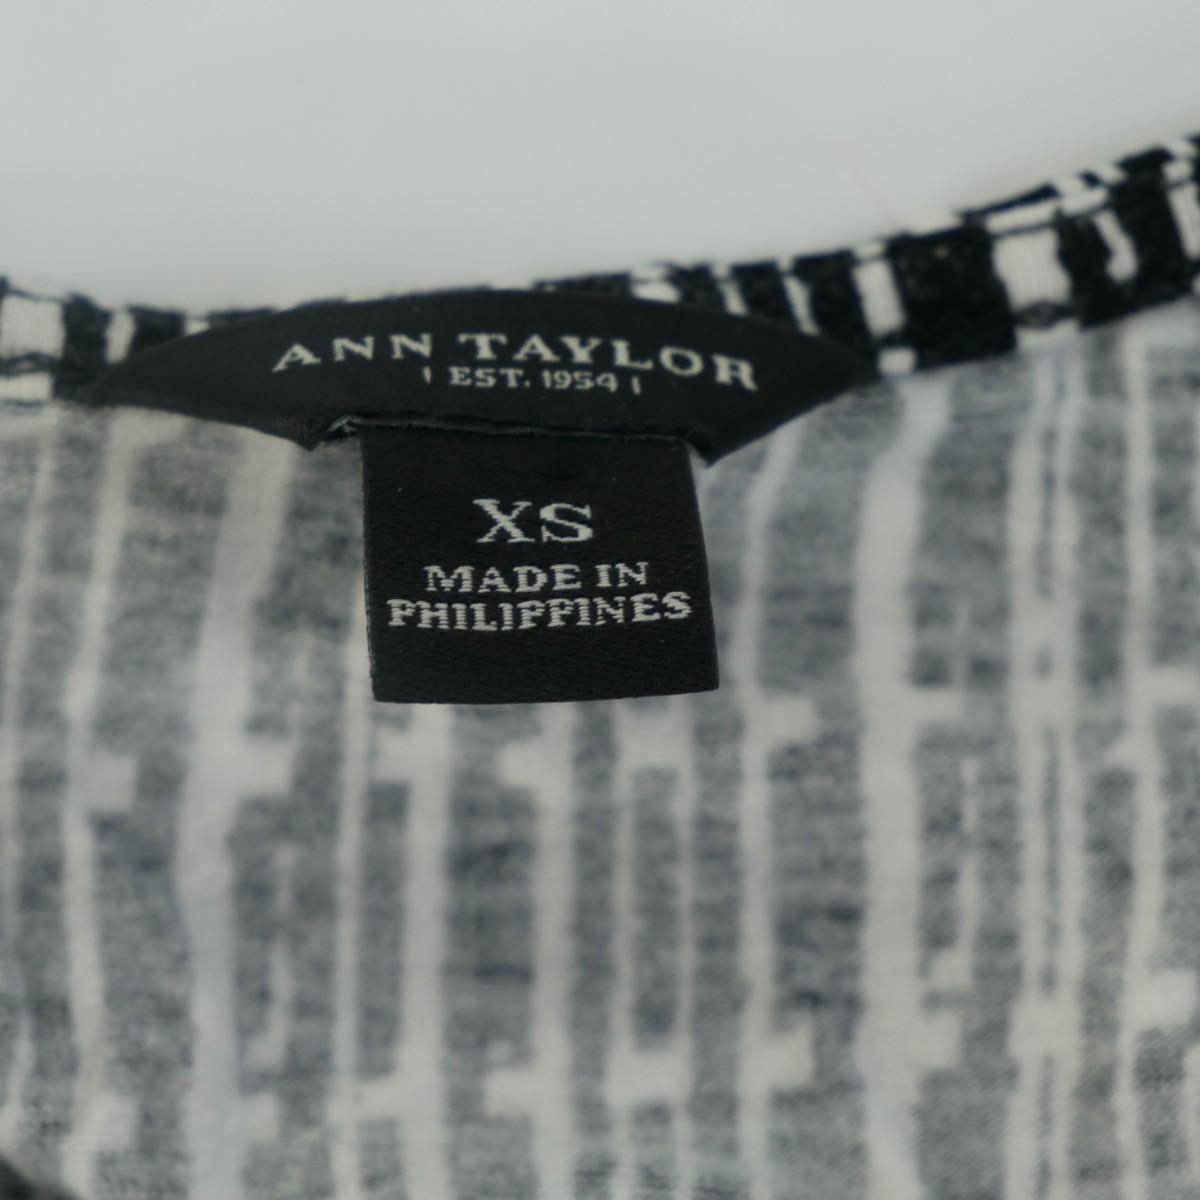 ANN TAYLOR
| EST. 1954 |
XS
MADE IN
PHILIPPINES